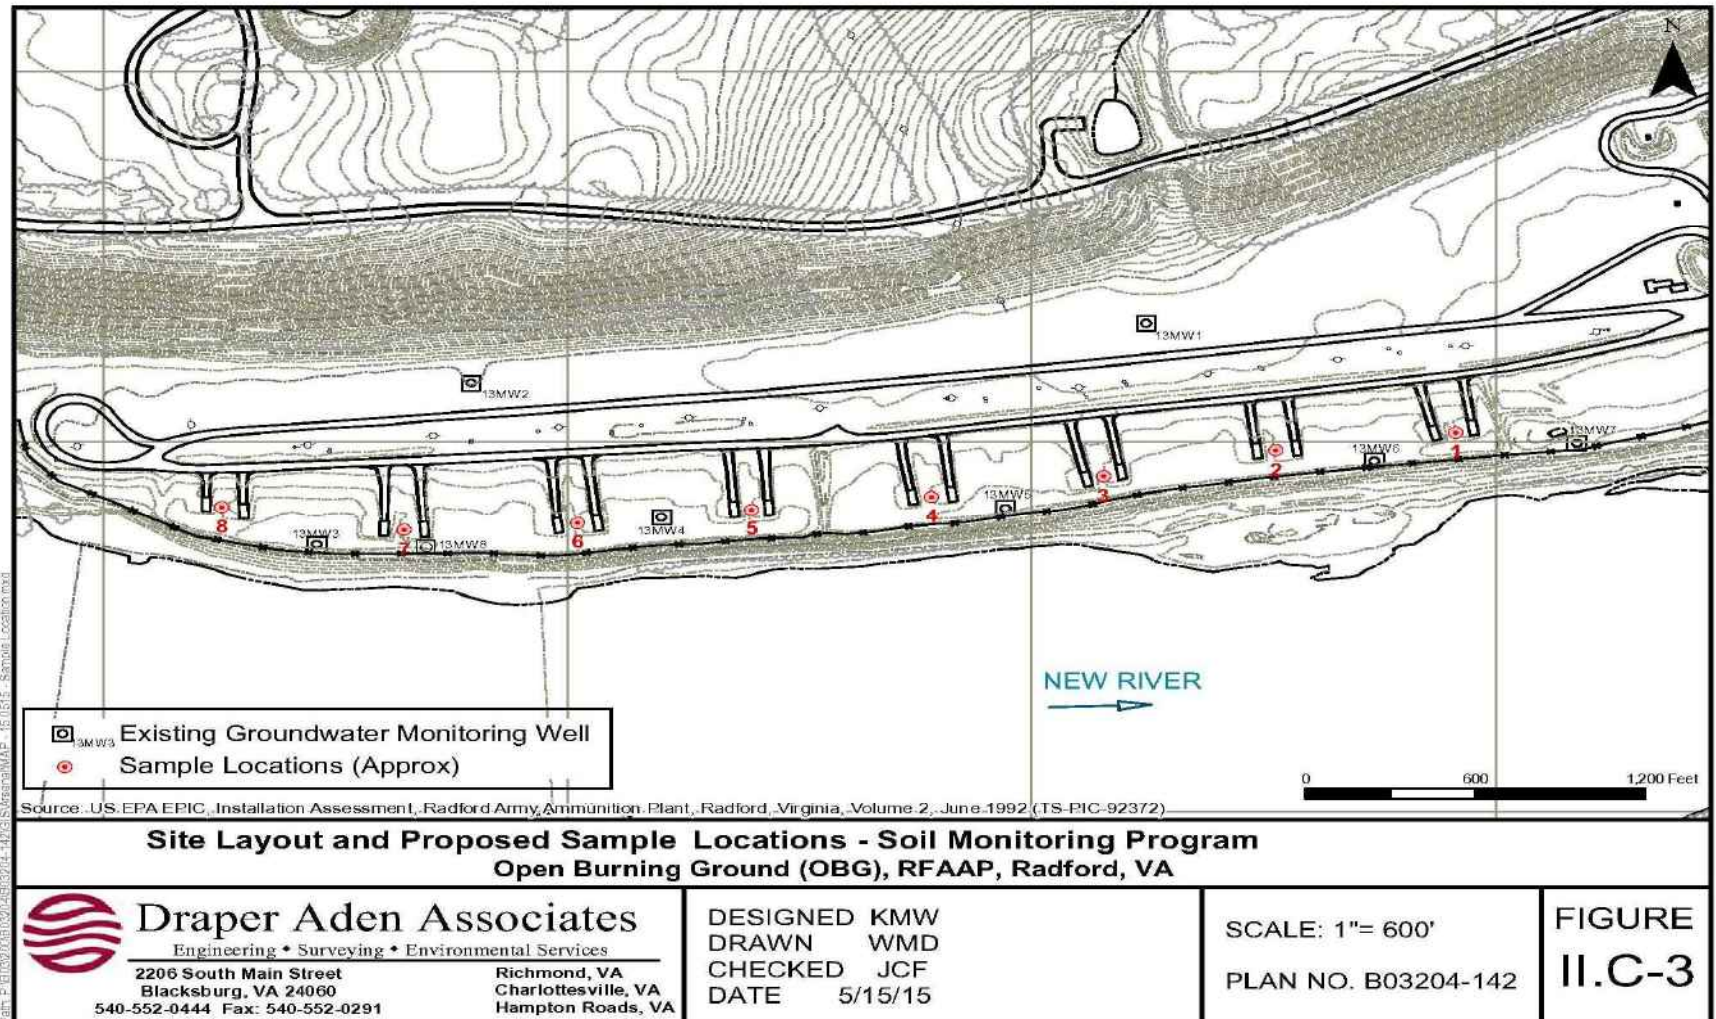 N
13MW1
13MW2
13MW7
13MW6
1
2
3
13MW5
4
5
13MW4
6
8
13MW3
7
13MW8
NEW RIVER
13MW3 Existing Groundwater Monitoring Well
Sample Locations (Approx)
0 600 1,200 Feet
Source: US EPA EPIC, Installation Assessment, Radford Army Ammunition Plant, Radford, Virginia, Volume 2, June 1992 (TS-PIC-92372)
Site Layout and Proposed Sample Locations - Soil Monitoring Program
Open Burning Ground (OBG), RFAAP, Radford, VA
Draper Aden Associates
Engineering • Surveying • Environmental Services
2206 South Main Street
Blacksburg, VA 24060
540-552-0444 Fax: 540-552-0291
Richmond, VA
Charlottesville, VA
Hampton Roads, VA
DESIGNED KMW
DRAWN WMD
CHECKED JCF
DATE 5/15/15
SCALE: 1"= 600'
PLAN NO. B03204-142
FIGURE
II.C-3